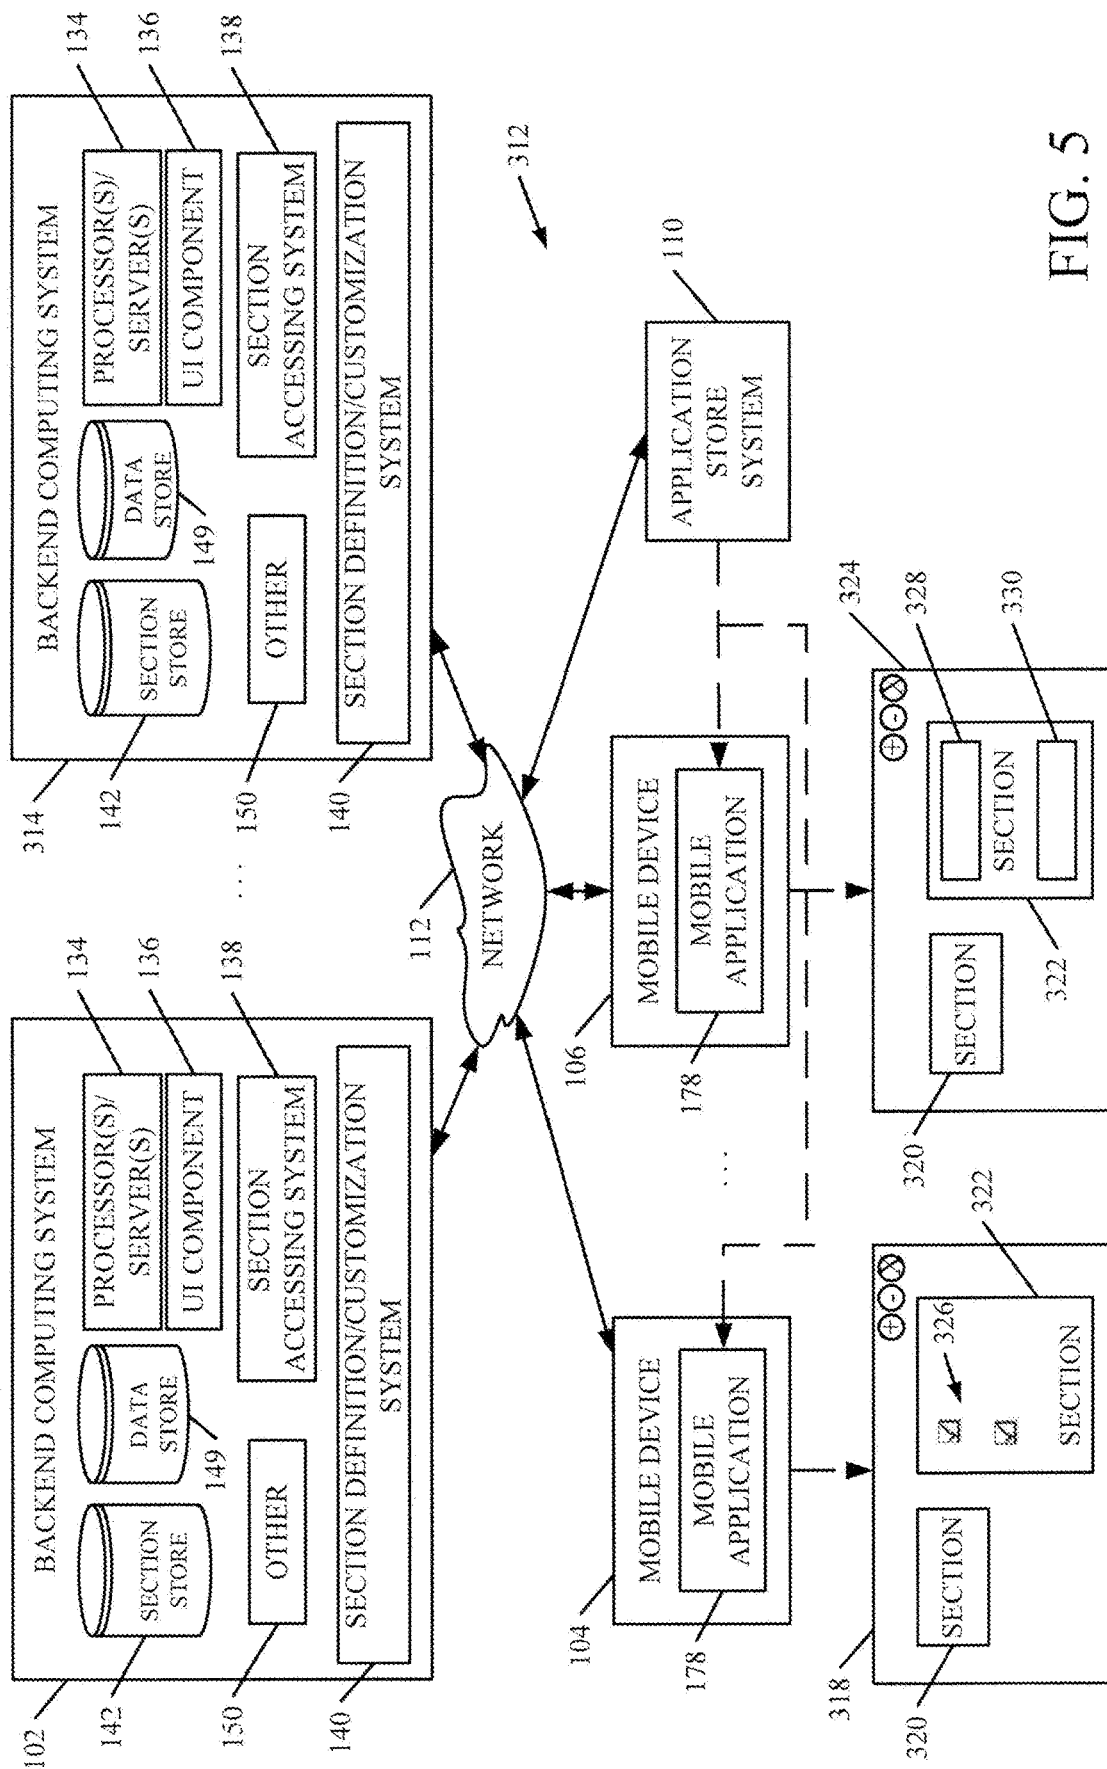 102
BACKEND COMPUTING SYSTEM
142
SECTION
STORE
DATA
STORE
149
PROCESSOR(S)/
SERVER(S)
134
UI COMPONENT
136
150
OTHER
SECTION
ACCESSING SYSTEM
138
140
SECTION DEFINITION/CUSTOMIZATION
SYSTEM
...
314
BACKEND COMPUTING SYSTEM
142
SECTION
STORE
DATA
STORE
149
PROCESSOR(S)/
SERVER(S)
134
UI COMPONENT
136
150
OTHER
SECTION
ACCESSING SYSTEM
138
140
SECTION DEFINITION/CUSTOMIZATION
SYSTEM
112
NETWORK
312
104
MOBILE DEVICE
178
MOBILE
APPLICATION
...
106
MOBILE DEVICE
178
MOBILE
APPLICATION
APPLICATION
STORE
SYSTEM
110
318
+ - X
320
SECTION
326
SECTION
322
324
+ - X
320
SECTION
328
SECTION
330
322
FIG. 5